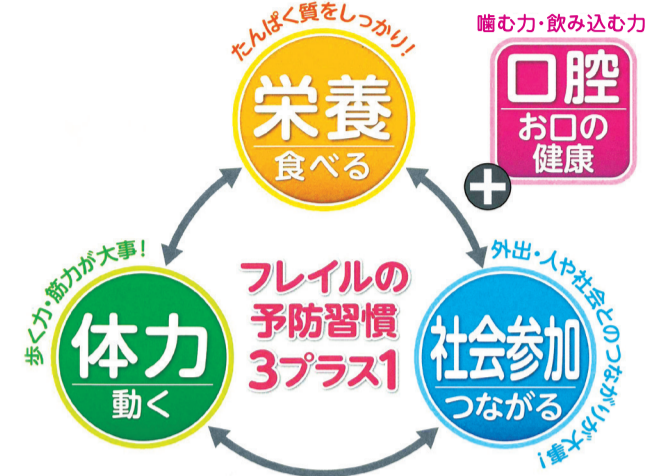 噛む力・飲み込む力
たんぱく質をしっかり!
栄養
食べる
口腔
お口の
健康
+
歩く力・筋力が大事!
体力
動く
フレイルの
予防習慣
3プラス1
外出・人や社会とのつながりが大事!
社会参加
つながる